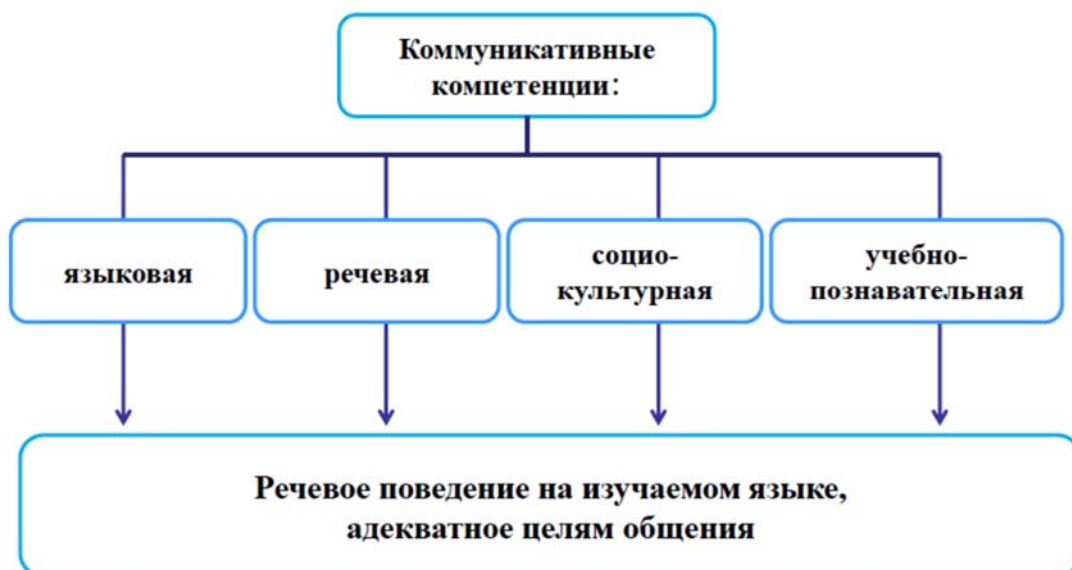 Коммуникативные
компетенции:
языковая
речевая
социо-
культурная
учебно-
познавательная
Речевое поведение на изучаемом языке,
адекватное целям общения